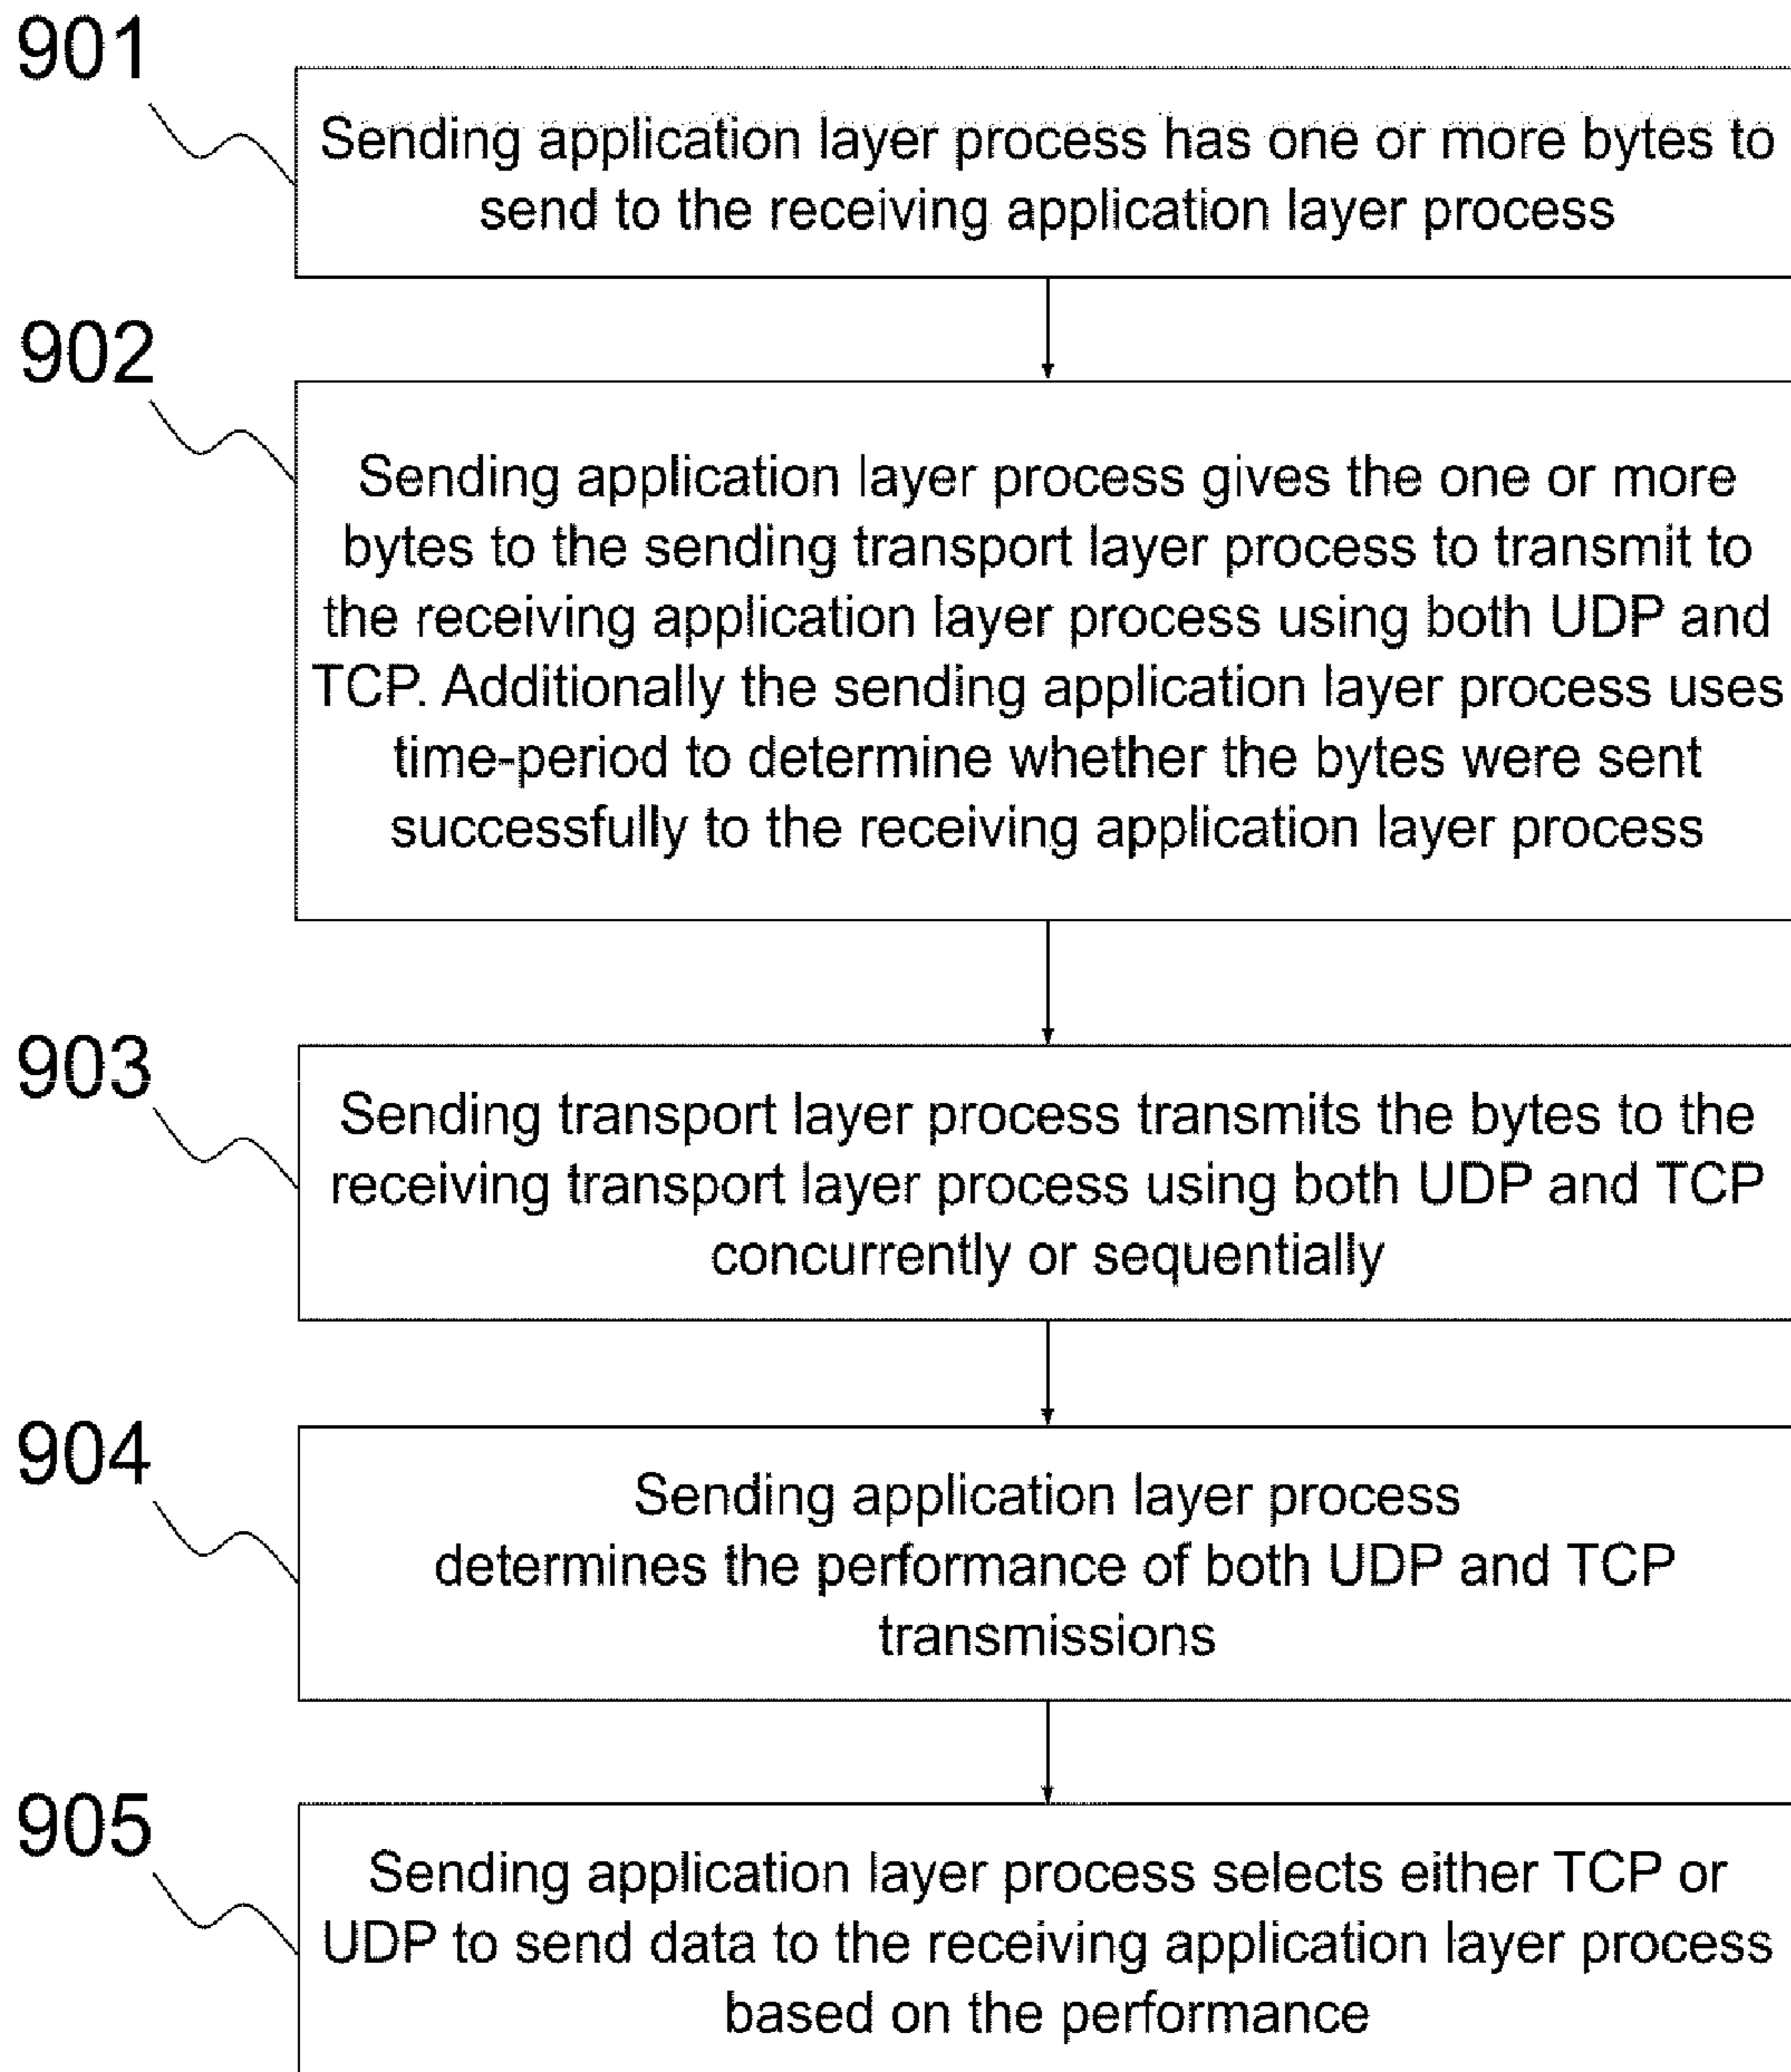 901
Sending application layer process has one or more bytes to
send to the receiving application layer process
902
Sending application layer process gives the one or more
bytes to the sending transport layer process to transmit to
the receiving application layer process using both UDP and
TCP. Additionally the sending application layer process uses
time-period to determine whether the bytes were sent
successfully to the receiving application layer process
903
Sending transport layer process transmits the bytes to the
receiving transport layer process using both UDP and TCP
concurrently or sequentially
904
Sending application layer process
determines the performance of both UDP and TCP
transmissions
905
Sending application layer process selects either TCP or
UDP to send data to the receiving application layer process
based on the performance